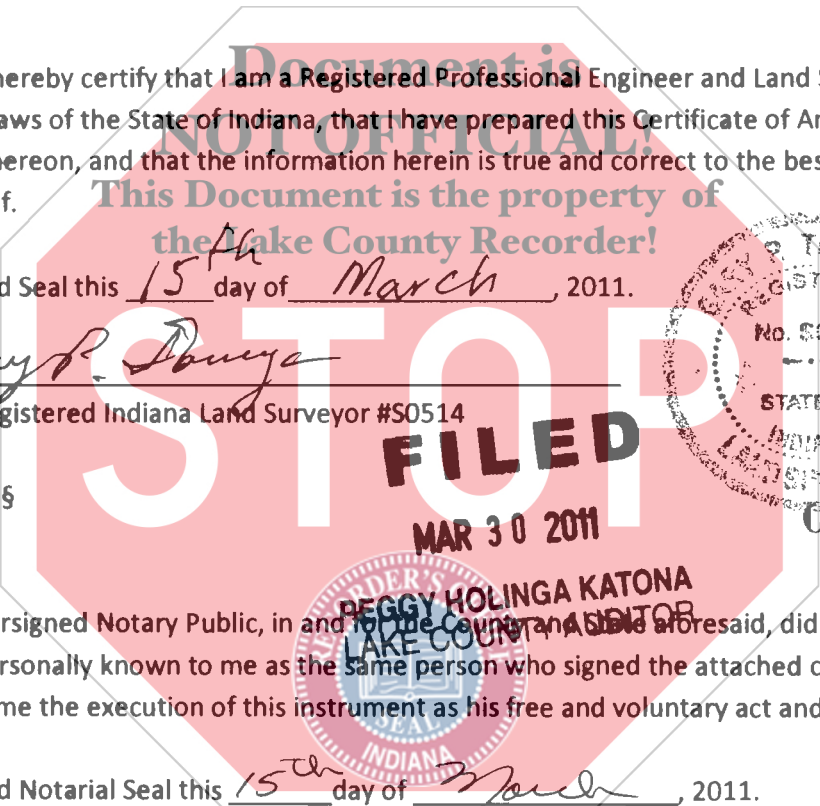 Document is
hereby certify that I am a Registered Professional Engineer and Land
aws of the State of Indiana, that I have prepared this Certificate of
NOT OFFICIAL!
hereon, and that the information herein is true and correct to the bes
This Document is the property of
f.
the Lake County Recorder!
d Seal this 15th day of March, 2011.
STOP
gistered Indiana Land Surveyor #S0514
No.
STATE
FILED
§
MAR 30 2011
PEGGY HOLINGA KATONA
LAKE COUNTY AUDITOR
rsigned Notary Public, in and for the County and State aforesaid, did
rsonally known to me as the same person who signed the attached
me the execution of this instrument as his free and voluntary act and
RECORDER'S
SEAL
INDIANA
d Notarial Seal this 15th day of March, 2011.